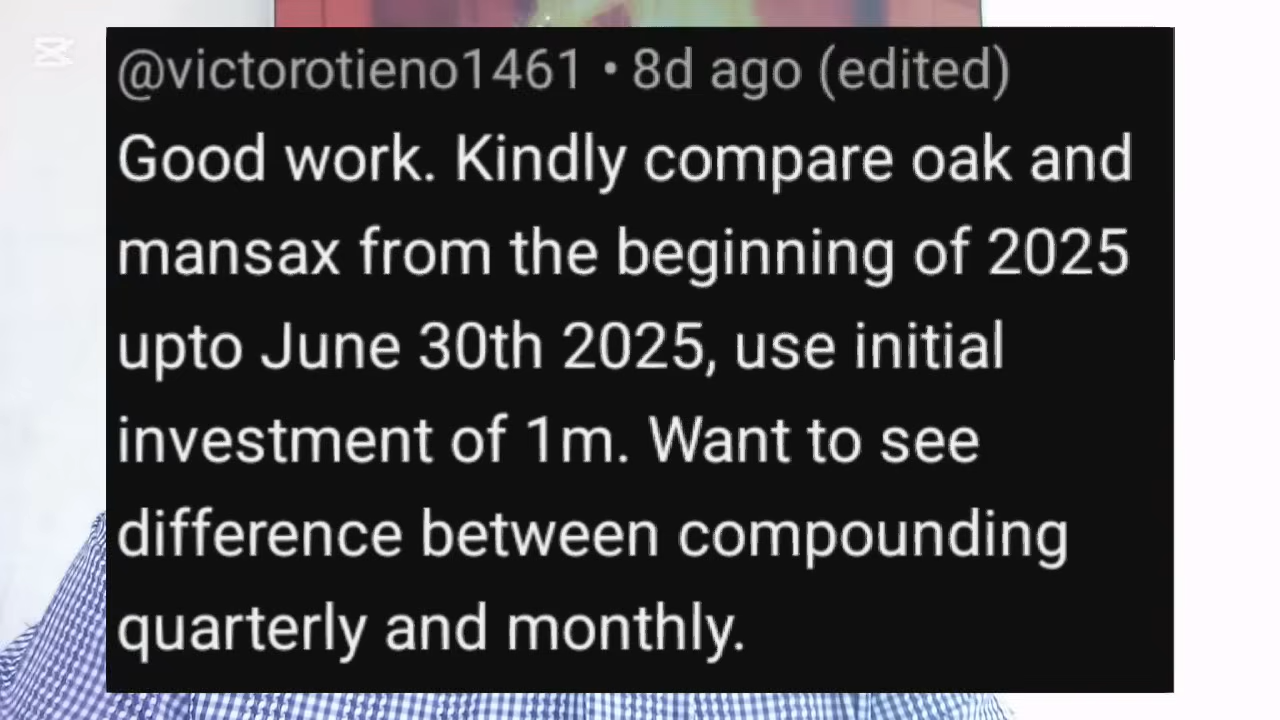 @victorotieno1461 • 8d ago (edited)
Good work. Kindly compare oak and
mansax from the beginning of 2025
upto June 30th 2025, use initial
investment of 1m. Want to see
difference between compounding
quarterly and monthly.